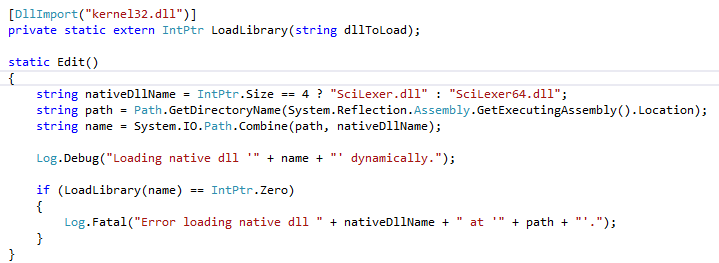 [DllImport("kernel32.dll")]
private static extern IntPtr LoadLibrary(string dllToLoad);
static Edit()
{
    string nativeDllName = IntPtr.Size == 4 ? "SciLexer.dll" : "SciLexer64.dll";
    string path = Path.GetDirectoryName(System.Reflection.Assembly.GetExecutingAssembly().Location);
    string name = System.IO.Path.Combine(path, nativeDllName);
    Log.Debug("Loading native dll '" + name + "' dynamically.");
    if (LoadLibrary(name) == IntPtr.Zero)
    {
        Log.Fatal("Error loading native dll " + nativeDllName + " at '" + path + "'.");
    }
}